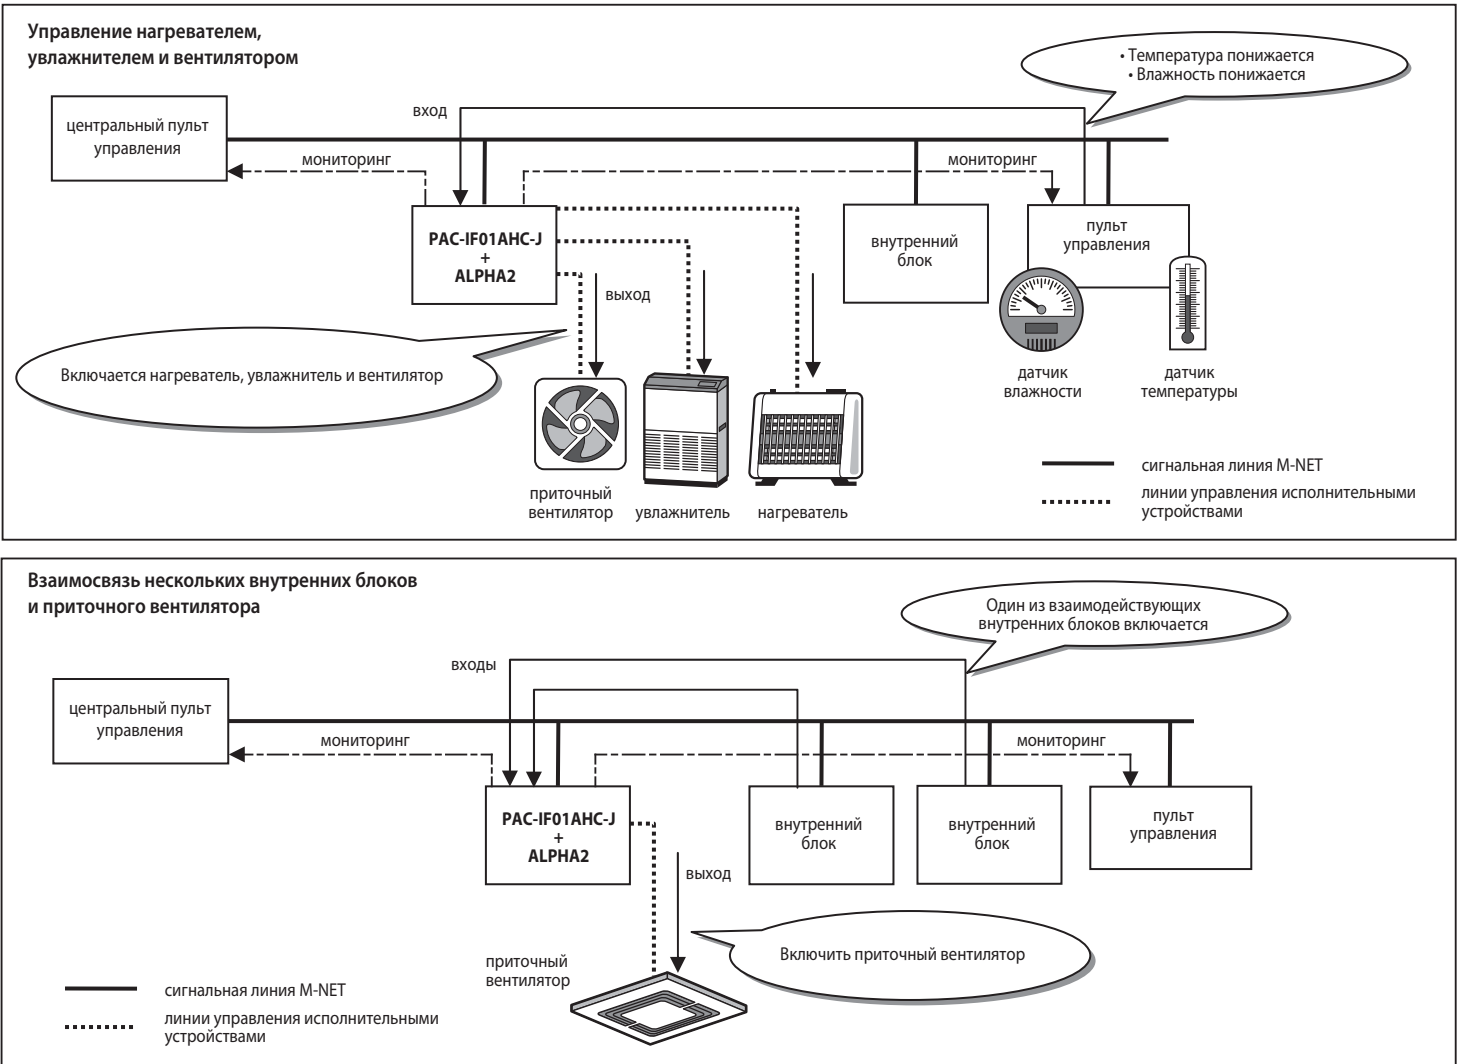 Управление нагревателем,
увлажнителем и вентилятором
• Температура понижается
• Влажность понижается
вход
центральный пульт
управления
мониторинг
мониторинг
PAC-IF01AHC-J
+
ALPHA2
внутренний
блок
пульт
управления
выход
Включается нагреватель, увлажнитель и вентилятор
датчик
влажности
датчик
температуры
приточный
вентилятор
увлажнитель
нагреватель
сигнальная линия M-NET
линии управления исполнительными
устройствами
Взаимосвязь нескольких внутренних блоков
и приточного вентилятора
Один из взаимодействующих
внутренних блоков включается
входы
центральный пульт
управления
мониторинг
мониторинг
PAC-IF01AHC-J
+
ALPHA2
внутренний
блок
внутренний
блок
пульт
управления
выход
Включить приточный вентилятор
приточный
вентилятор
сигнальная линия M-NET
линии управления исполнительными
устройствами